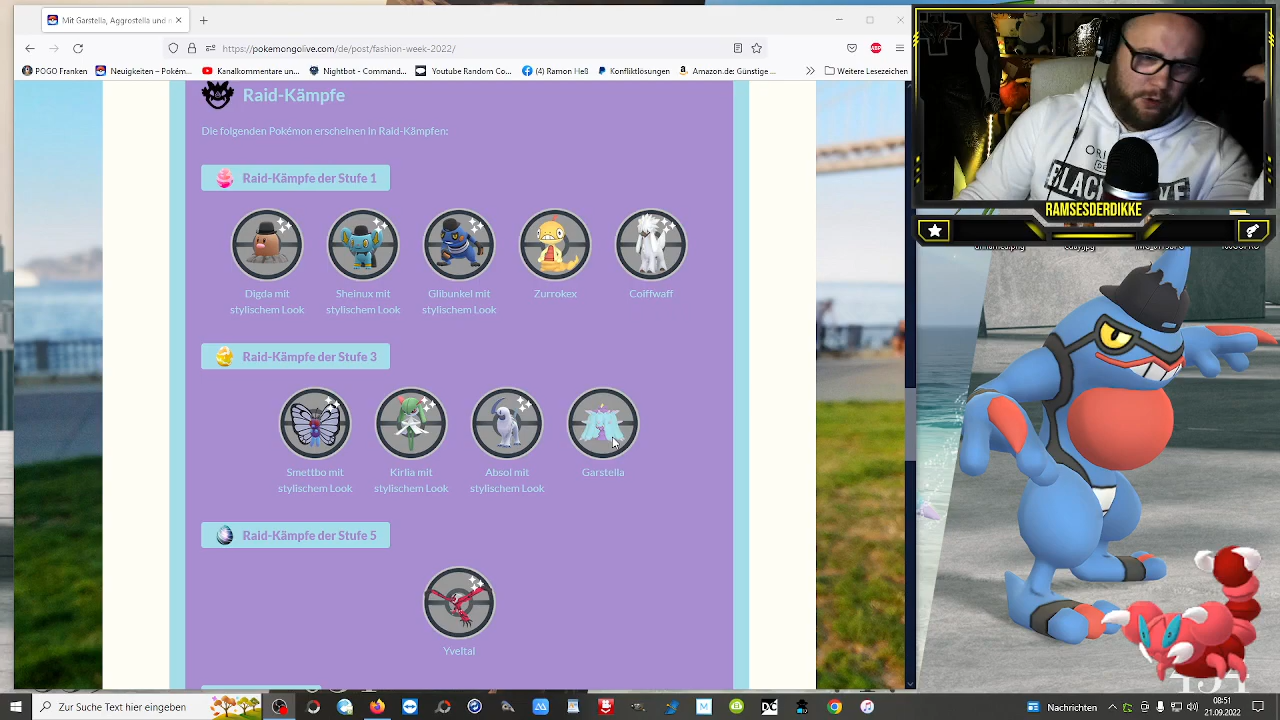 Mit Garstella, Aggrostella und
https://pokemongolive.com/de/post/fashion-week-2022/
ABP
POGO Franken
Neuigkeiten – Pokém...
Nightbot - Command...
Youtube Co...
(4) Ramon He
Konfliktlösungen
Amazon.de Günstige ...
Weitere Lesezeichen
Raid-Kämpfe
Die folgenden Pokémon erscheinen in Raid-Kämpfen:
Raid-Kämpfe der Stufe 1
Digda mit
stylischem Look
Sheinux mit
stylischem Look
Glibunkel mit
stylischem Look
Zurrokex
Coiffwaff
Raid-Kämpfe der Stufe 3
Smettbo mit
stylischem Look
Kirlia mit
stylischem Look
Absol mit
stylischem Look
Garstella
Raid-Kämpfe der Stufe 5
Yveltal
RAMSESDERDIKKE
Zur Suche Text hier eingeben
Nachrichten
08:51
21.09.2022